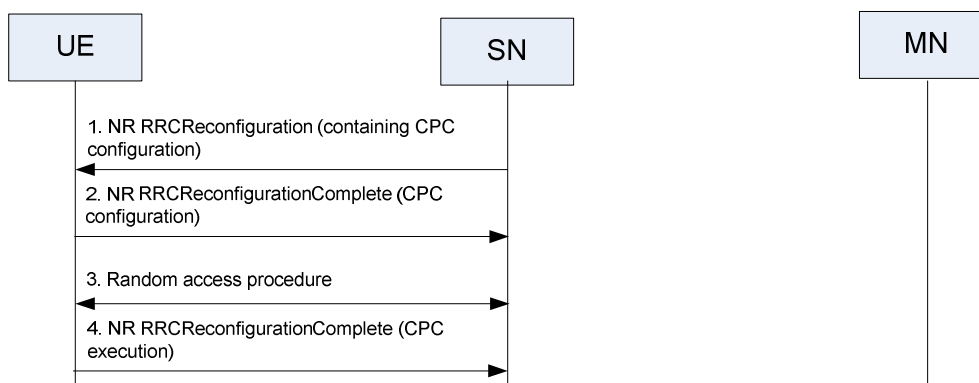 UE
SN
MN
1. NR RRCReconfiguration (containing CPC
configuration)
2. NR RRCReconfigurationComplete (CPC
configuration)
3. Random access procedure
4. NR RRCReconfigurationComplete (CPC
execution)